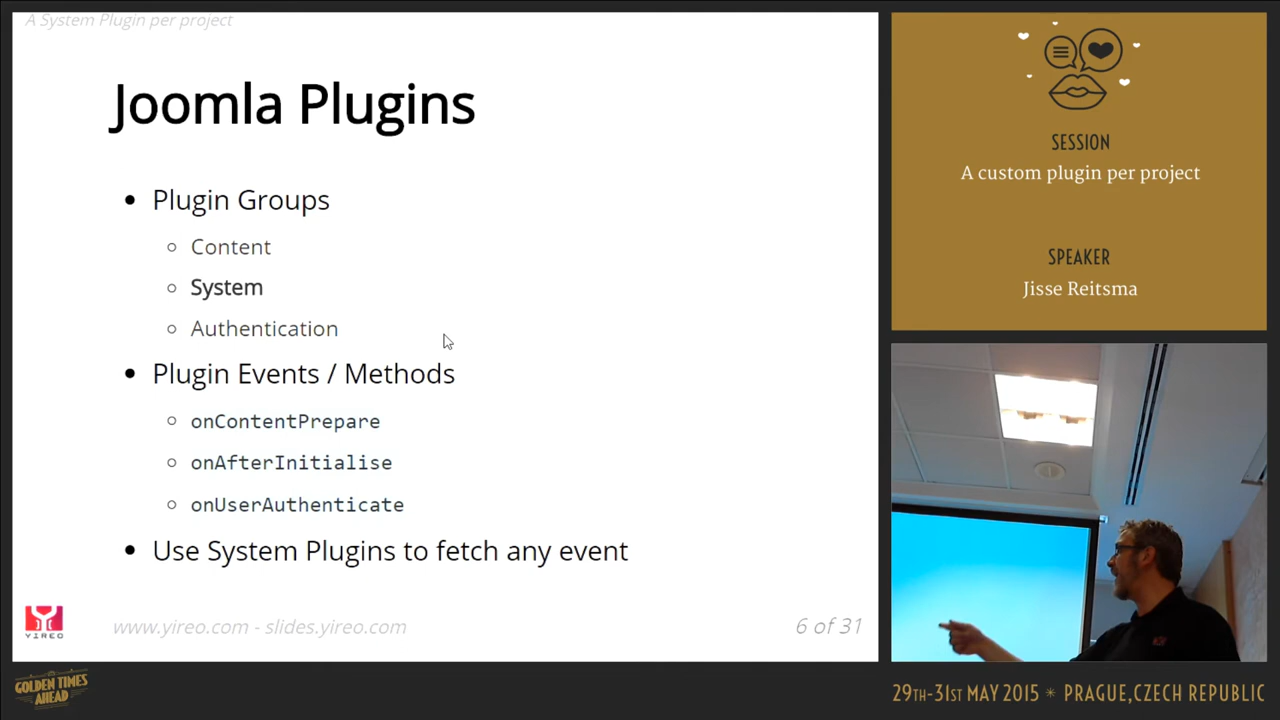 A System Plugin per project
Joomla Plugins
Plugin Groups
Content
System
Authentication
Plugin Events / Methods
onContentPrepare
onAfterInitialise
onUserAuthenticate
Use System Plugins to fetch any event
YIREO
www.yireo.com - slides.yireo.com
6 of 31
SESSION
A custom plugin per project
SPEAKER
Jisse Reitsma
GOLDEN TIMES
AHEAD
29TH-31ST MAY 2015 * PRAGUE,CZECH REPUBLIC